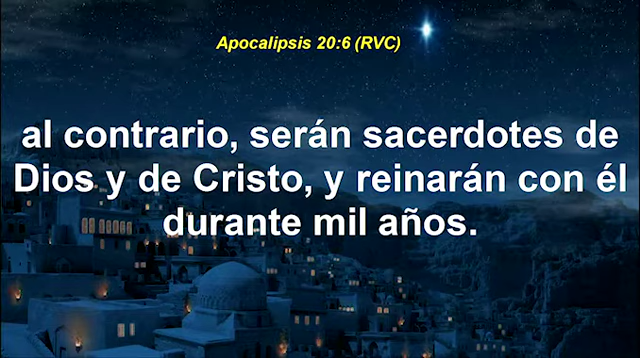 Apocalipsis 20:6 (RVC)
al contrario, serán sacerdotes de
Dios y de Cristo, y reinarán con él
durante mil años.